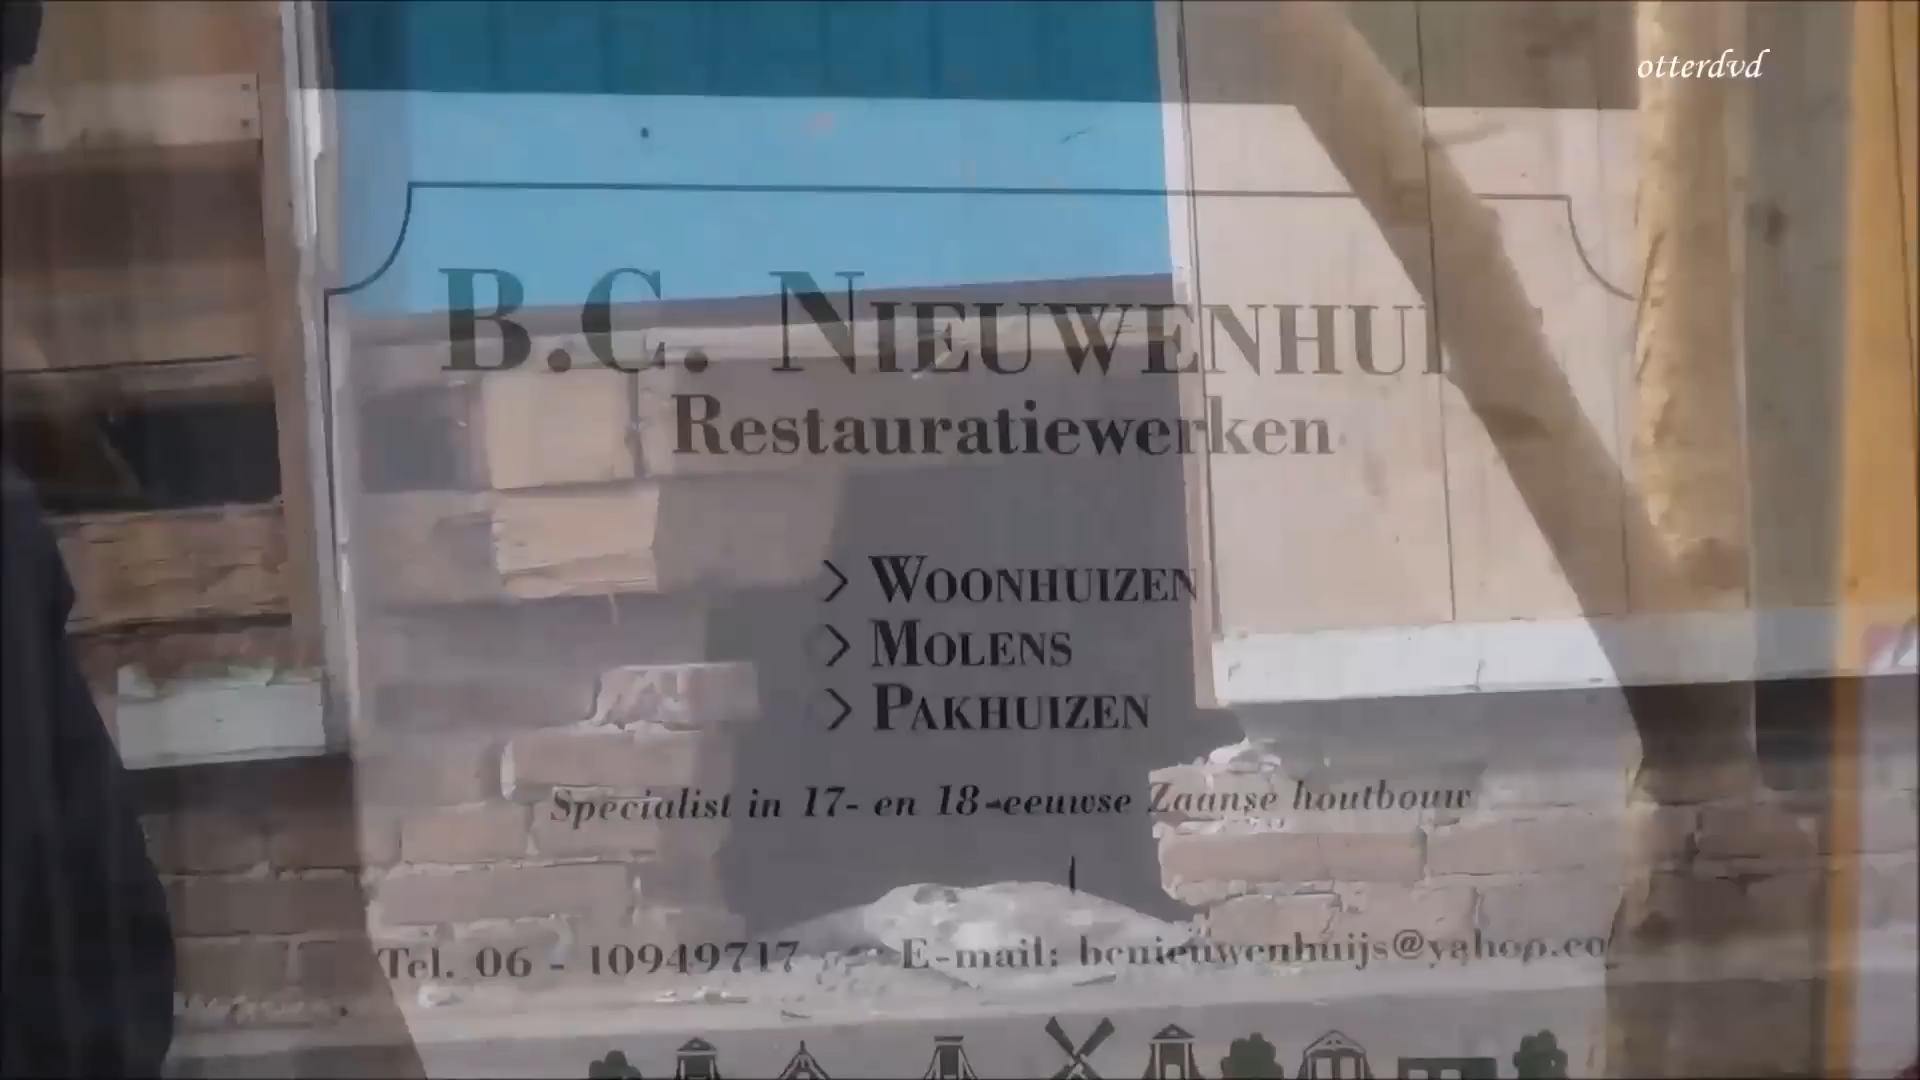 otterdvd
B.C. NIEUWENHUI
Restauratiewerken
> WOONHUIZEN
> MOLENS
> PAKHUIZEN
Specialist in 17- en 18-eeuwse Zaanse houtbouw
Tel. 06 - 10949717 E-mail: bcnieuwenhuijs@yahoo.co